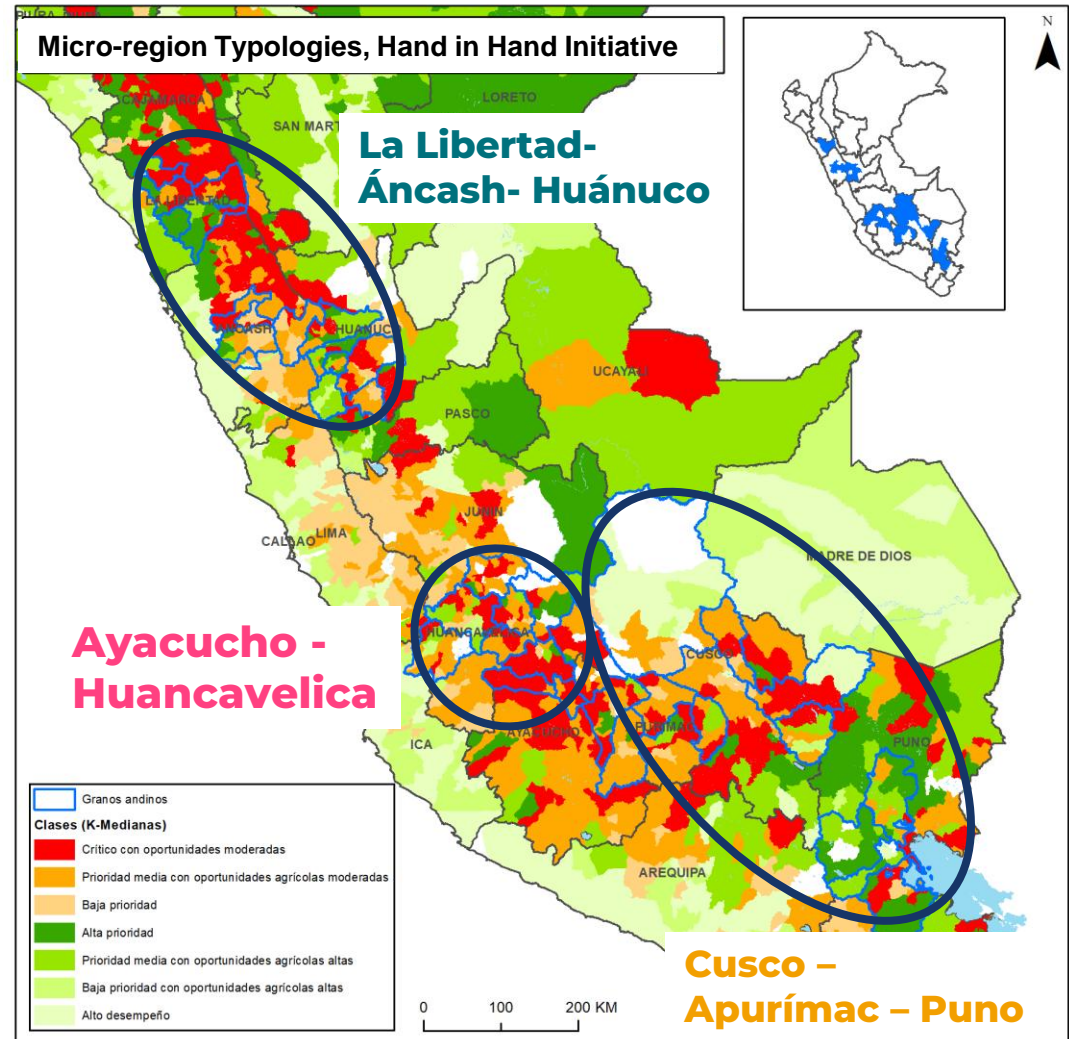 Micro-region Typologies, Hand in Hand Initiative
N
CAJAMARCA
LORETO
SAN MART
La Libertad-
Áncash- Huánuco
LA LIBERTAD
ANCASH
HUANUCO
UCAYALI
PASCO
JUNIN
CALLAO
LIMA
MADRE DE DIOS
HUANCAVELICA
Ayacucho -
Huancavelica
CUSCO
ICA
AYACUCHO
APURIMAC
PUNO
AREQUIPA
Granos andinos
Clases (K-Medianas)
Crítico con oportunidades moderadas
Prioridad media con oportunidades agrícolas moderadas
Baja prioridad
Alta prioridad
Prioridad media con oportunidades agrícolas altas
Baja prioridad con oportunidades agrícolas altas
Alto desempeño
0 100 200 KM
Cusco –
Apurímac – Puno